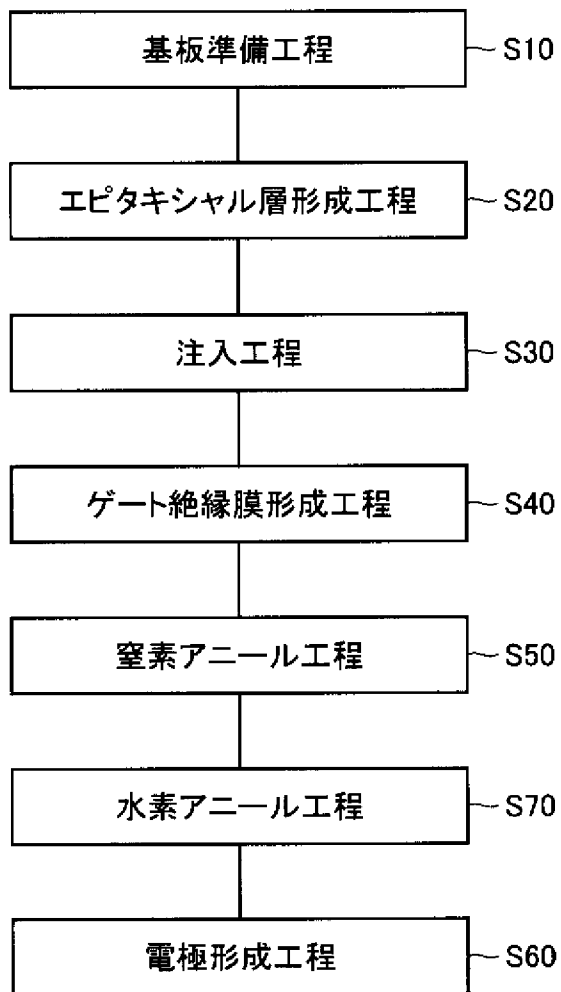 基板準備工程 S10
エピタキシャル層形成工程 S20
注入工程 S30
ゲート絶縁膜形成工程 S40
窒素アニール工程 S50
水素アニール工程 S70
電極形成工程 S60